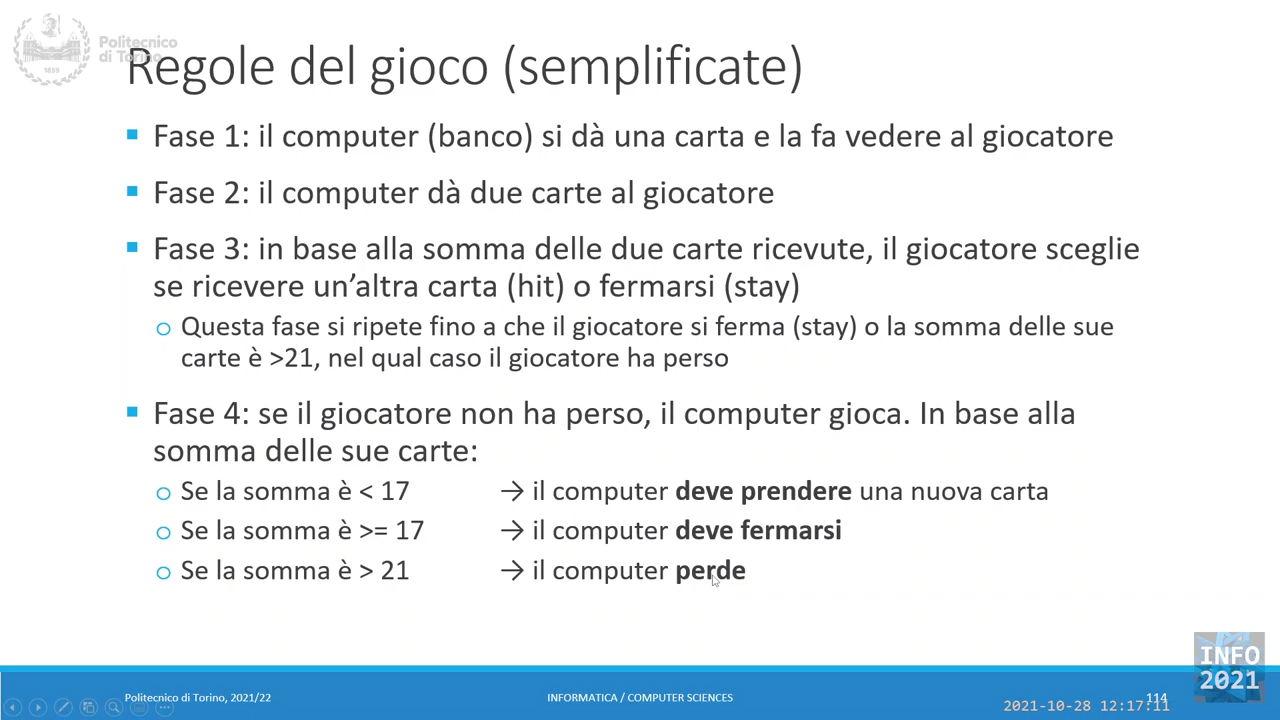 Politecnico
di Torino
1859
Regole del gioco (semplificate)
Fase 1: il computer (banco) si dà una carta e la fa vedere al giocatore
Fase 2: il computer dà due carte al giocatore
Fase 3: in base alla somma delle due carte ricevute, il giocatore sceglie
se ricevere un’altra carta (hit) o fermarsi (stay)
Questa fase si ripete fino a che il giocatore si ferma (stay) o la somma delle sue
carte è >21, nel qual caso il giocatore ha perso
Fase 4: se il giocatore non ha perso, il computer gioca. In base alla
somma delle sue carte:
Se la somma è < 17 → il computer deve prendere una nuova carta
Se la somma è >= 17 → il computer deve fermarsi
Se la somma è > 21 → il computer perde
INFO
2021
Politecnico di Torino, 2021/22 INFORMATICA / COMPUTER SCIENCES 114
2021-10-28 12:17:11